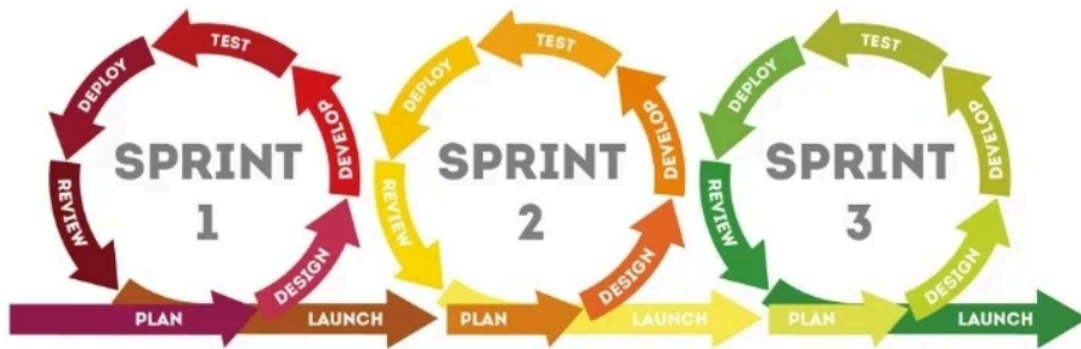 TEST
DEPLOY
DEVELOP
SPRINT
1
REVIEW
DESIGN
PLAN
LAUNCH
TEST
DEPLOY
DEVELOP
SPRINT
2
REVIEW
DESIGN
PLAN
LAUNCH
TEST
DEPLOY
DEVELOP
SPRINT
3
REVIEW
DESIGN
PLAN
LAUNCH